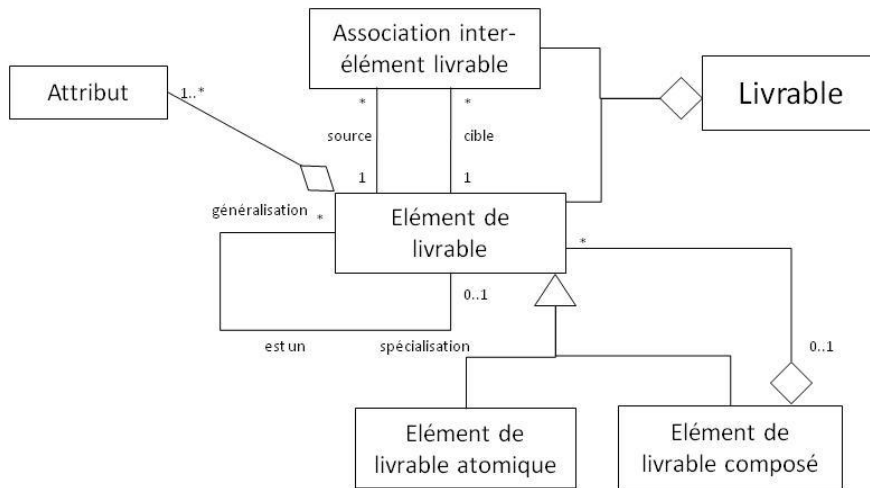 Association inter-
élément livrable
Attribut
1..*
Livrable
*
*
source
cible
1
1
généralisation
*
Elément de
livrable
*
0..1
est un
spécialisation
0..1
Elément de
livrable atomique
Elément de
livrable composé